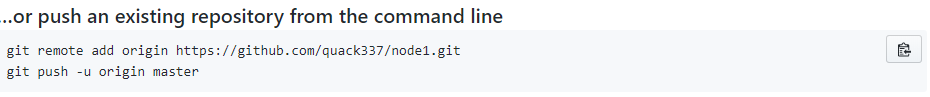 ...or push an existing repository from the command line
git remote add origin https://github.com/quack337/node1.git
git push -u origin master